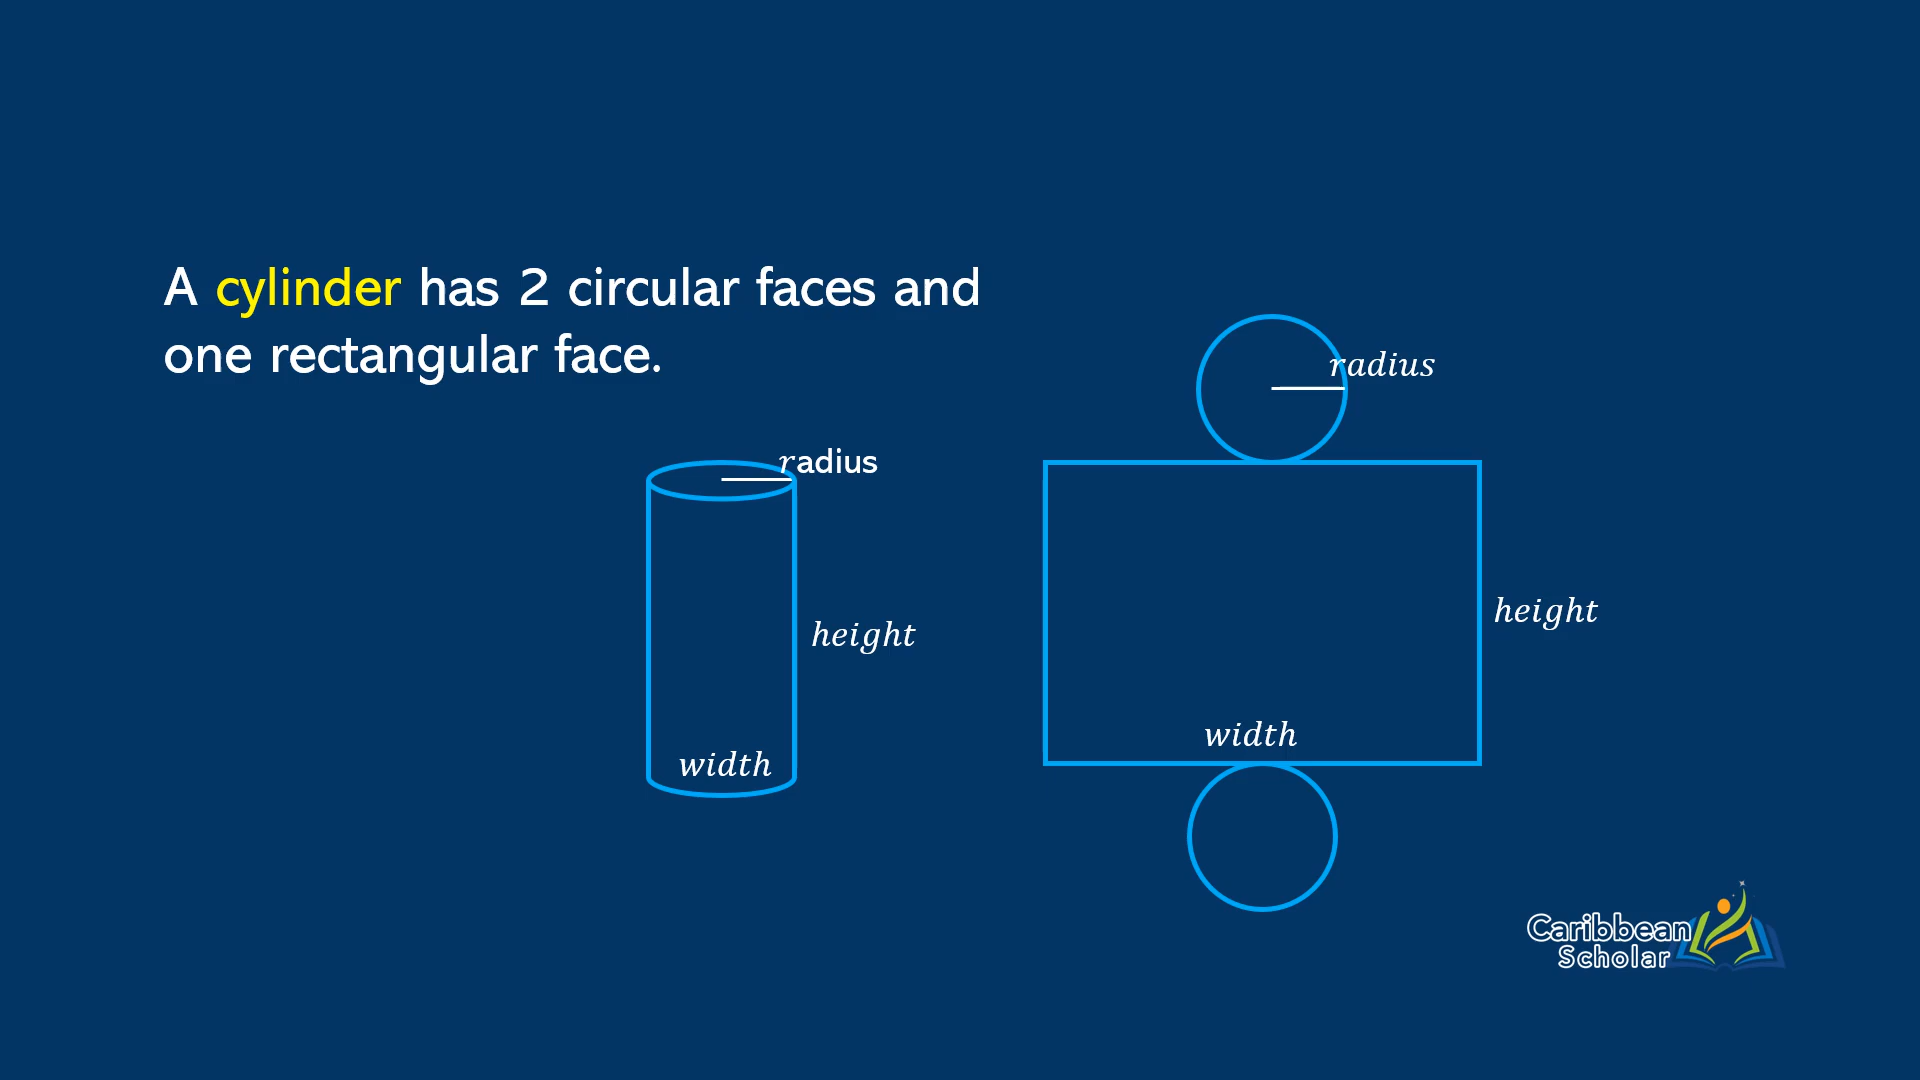 A cylinder has 2 circular faces and
one rectangular face.
radius
radius
height
height
width
width
Caribbean
Scholar